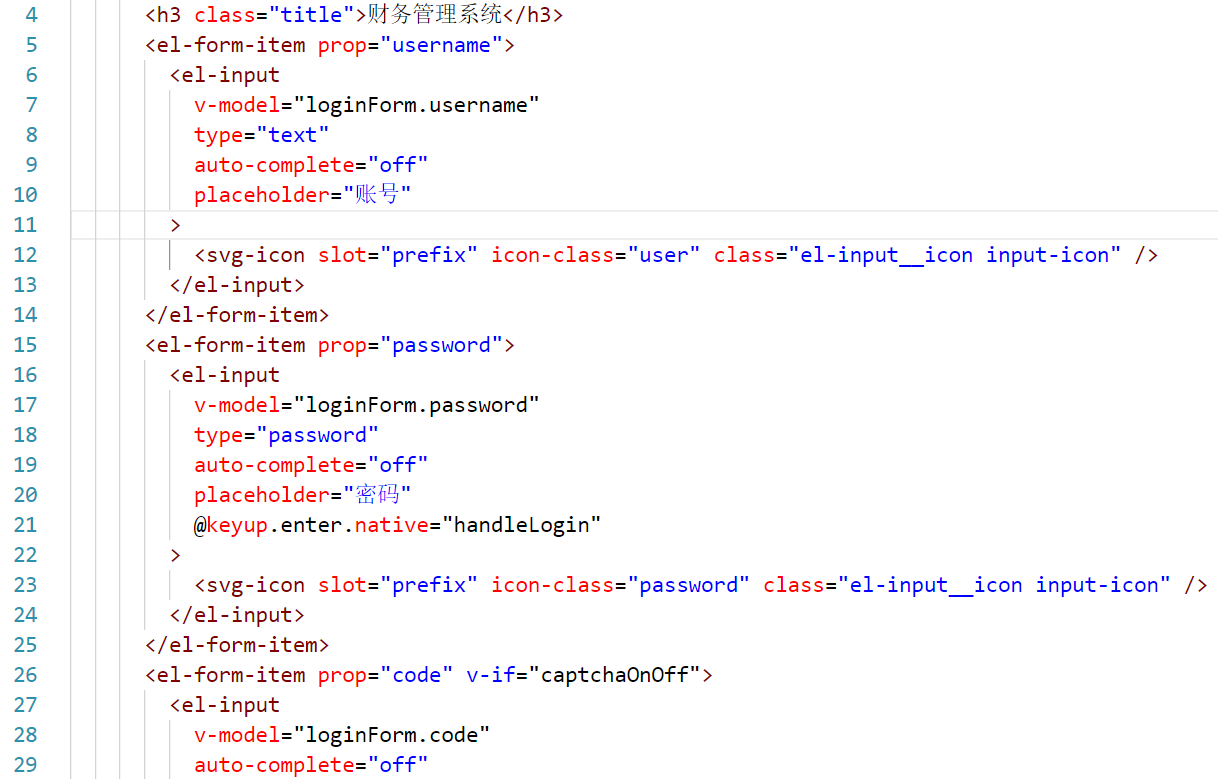 4 <h3 class="title">财务管理系统</h3>
5 <el-form-item prop="username">
6 <el-input
7 v-model="loginForm.username"
8 type="text"
9 auto-complete="off"
10 placeholder="账号"
11 >
12 <svg-icon slot="prefix" icon-class="user" class="el-input__icon input-icon" />
13 </el-input>
14 </el-form-item>
15 <el-form-item prop="password">
16 <el-input
17 v-model="loginForm.password"
18 type="password"
19 auto-complete="off"
20 placeholder="密码"
21 @keyup.enter.native="handleLogin"
22 >
23 <svg-icon slot="prefix" icon-class="password" class="el-input__icon input-icon" />
24 </el-input>
25 </el-form-item>
26 <el-form-item prop="code" v-if="captchaOnOff">
27 <el-input
28 v-model="loginForm.code"
29 auto-complete="off"